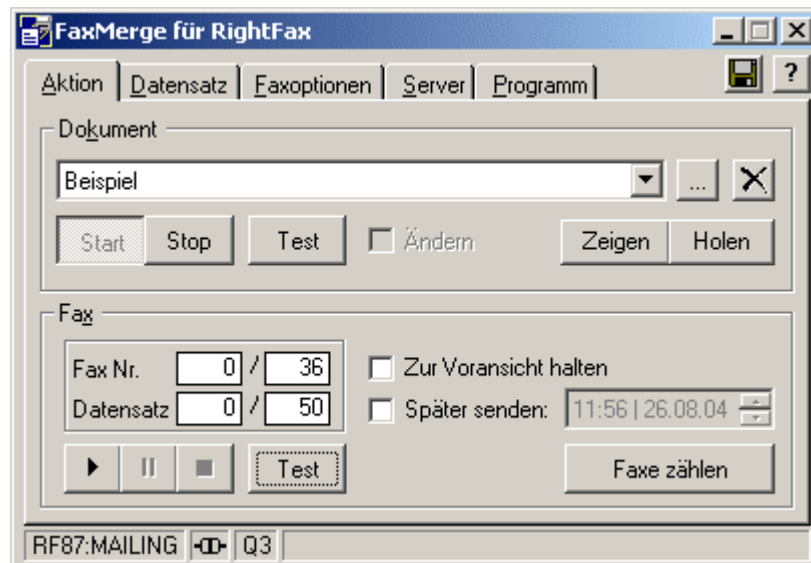 FaxMerge für RightFax
Aktion Datensatz Faxoptionen Server Programm ?
Dokument
Beispiel ...
Start Stop Test Ändern Zeigen Holen
Fax
Fax Nr. 0 / 36 Zur Voransicht halten
Datensatz 0 / 50 Später senden: 11:56 | 26.08.04
Test Faxe zählen
RF87:MAILING Q3